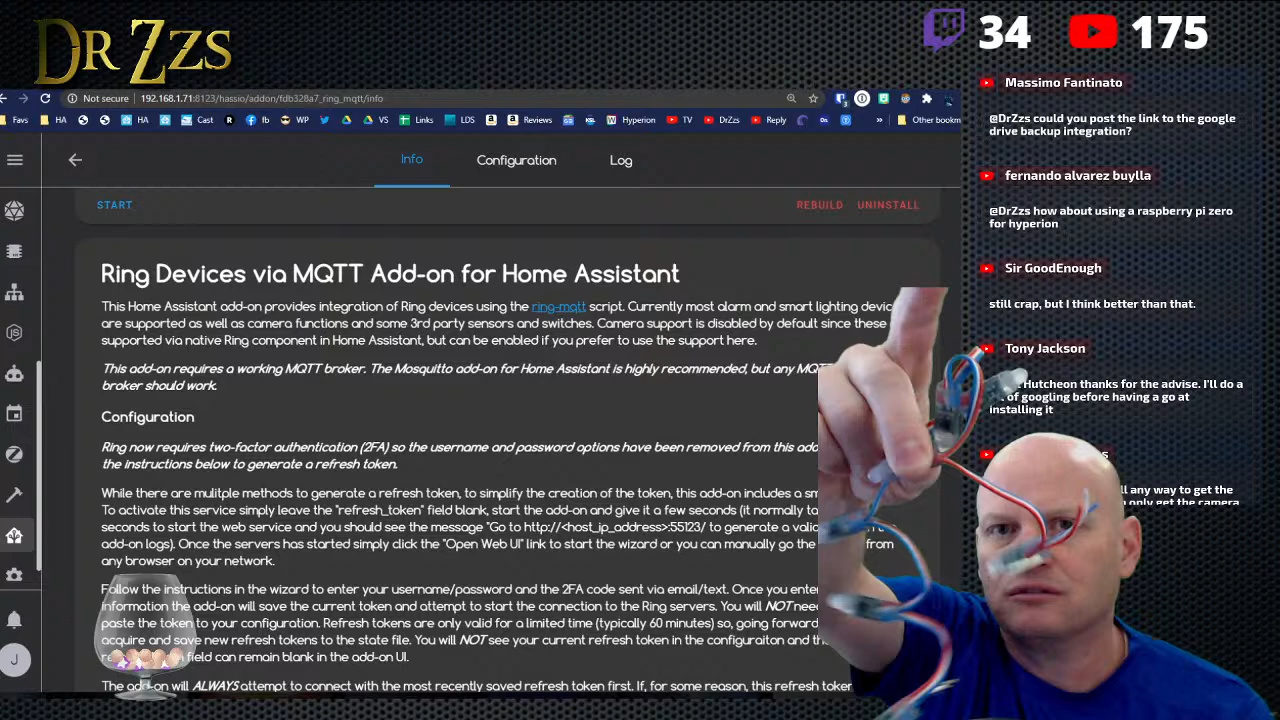 DR ZZS
34
175
Not secure
192.168.1.71:8123/hassio/addon/fdb328a7_ring_mqtt/info
Favs
HA
HA
Cast
fb
WP
VS
Links
LDS
Reviews
Hyperion
TV
DrZzs
Reply
»
Other bookm
Info
Configuration
Log
START
REBUILD
UNINSTALL
Ring Devices via MQTT Add-on for Home Assistant
This Home Assistant add-on provides integration of Ring devices using the ring-mqtt script. Currently most alarm and smart lighting devic
are supported as well as camera functions and some 3rd party sensors and switches. Camera support is disabled by default since these
supported via native Ring component in Home Assistant, but can be enabled if you prefer to use the support here.
This add-on requires a working MQTT broker. The Mosquitto add-on for Home Assistant is highly recommended, but any MQT
broker should work.
Configuration
Ring now requires two-factor authentication (2FA) so the username and password options have been removed from this add
the instructions below to generate a refresh token.
While there are mulitple methods to generate a refresh token, to simplify the creation of the token, this add-on includes a sm
To activate this service simply leave the "refresh_token" field blank, start the add-on and give it a few seconds (it normally ta
seconds to start the web service and you should see the message "Go to http://<host_ip_address>:55123/ to generate a valid
add-on logs). Once the servers has started simply click the "Open Web UI" link to start the wizard or you can manually go the from
any browser on your network.
Follow the instructions in the wizard to enter your username/password and the 2FA code sent via email/text. Once you ente
information the add-on will save the current token and attempt to start the connection to the Ring servers. You will NOT need
paste the token to your configuration. Refresh tokens are only valid for a limited time (typically 60 minutes) so, going forward
acquire and save new refresh tokens to the state file. You will NOT see your current refresh token in the configuraiton and th
field can remain blank in the add-on UI.
The add-on will ALWAYS attempt to connect with the most recently saved refresh token first. If, for some reason, this refresh token
J
Massimo Fantinato
@DrZzs could you post the link to the google
drive backup integration?
fernando alvarez buylla
@DrZzs how about using a raspberry pi zero
for hyperion
Sir GoodEnough
still crap, but I think better than that.
Tony Jackson
Hutcheon thanks for the advise. I'll do a
of googling before having a go at
installing it
any way to get the
only get the camera